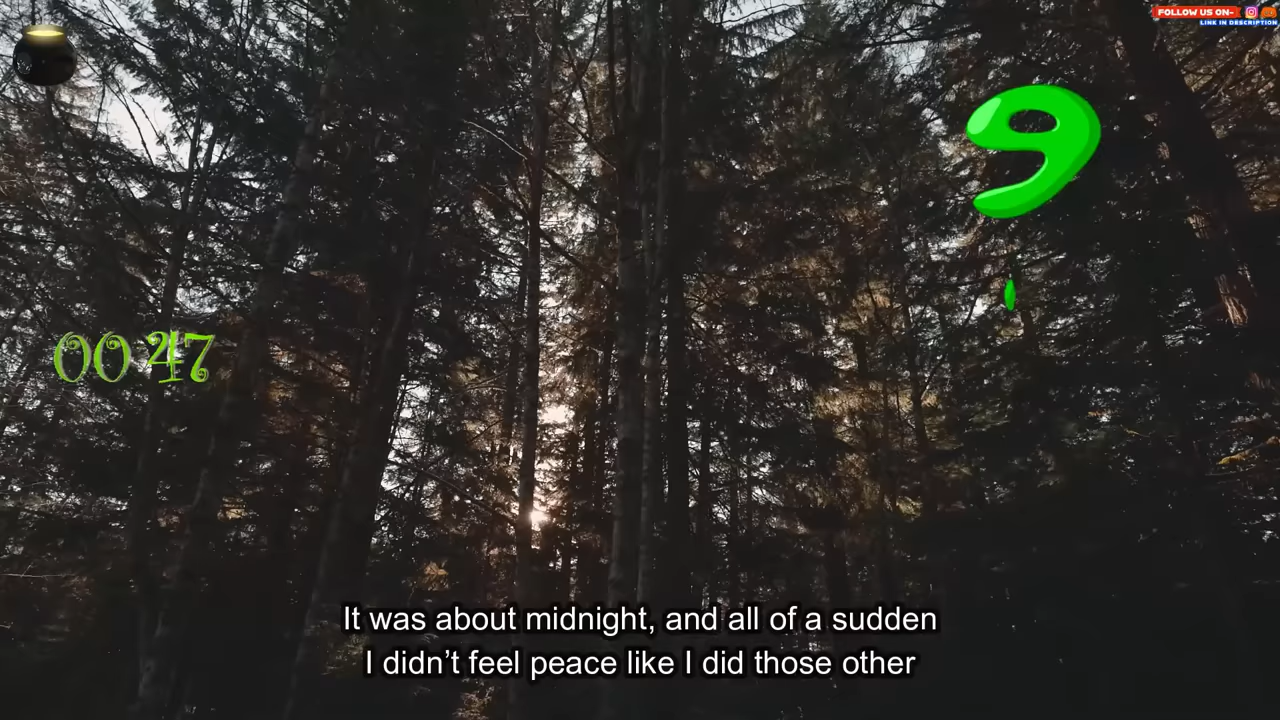 FOLLOW US ON-
LINK IN DESCRIPTION
9
00 47
It was about midnight, and all of a sudden
I didn’t feel peace like I did those other